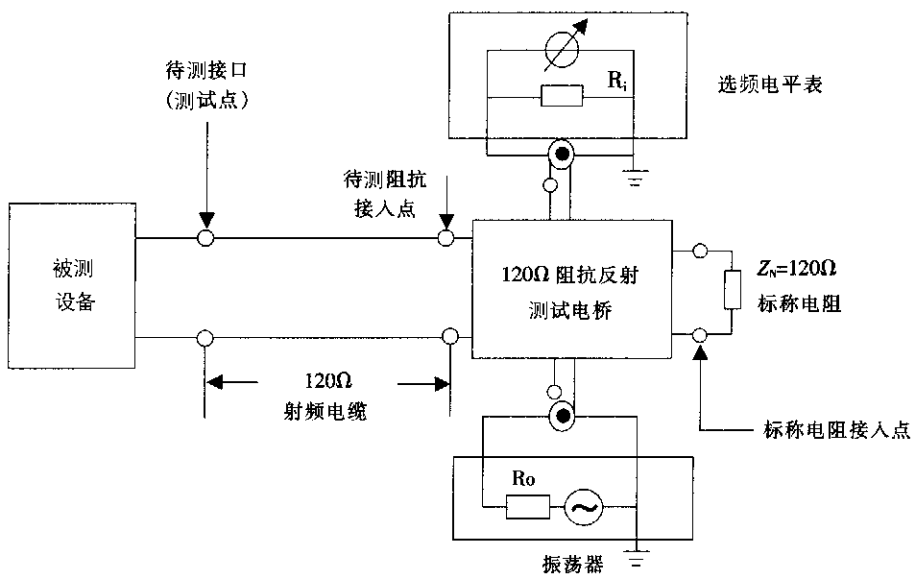 待测接口
(测试点)
R_i
选频电平表
待测阻抗
接入点
被测
设备
120Ω 阻抗反射
测试电桥
Z_N=120Ω
标称电阻
120Ω
射频电缆
标称电阻接入点
Ro
振荡器